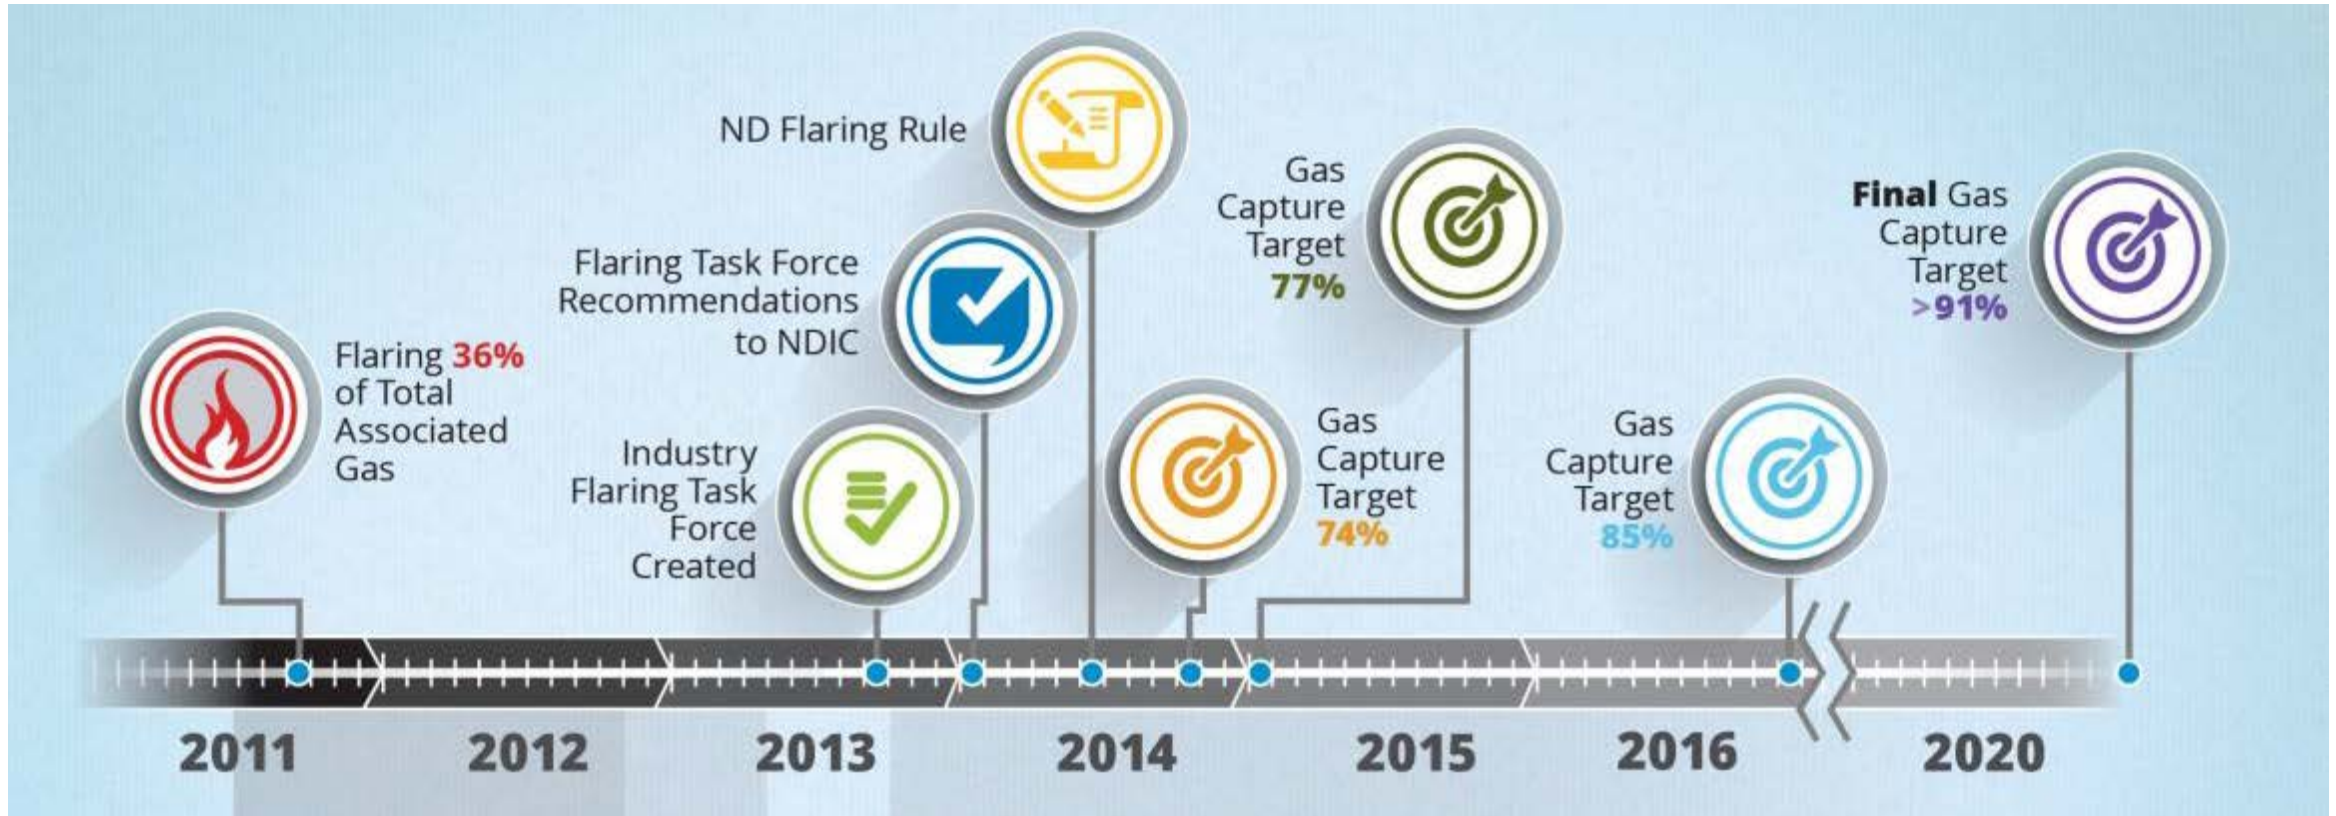 ND Flaring Rule
Flaring Task Force
Recommendations
to NDIC
Flaring 36%
of Total
Associated
Gas
Industry
Flaring Task
Force
Created
Gas
Capture
Target
77%
Gas
Capture
Target
74%
Gas
Capture
Target
85%
Final Gas
Capture
Target
>91%
2011
2012
2013
2014
2015
2016
2020